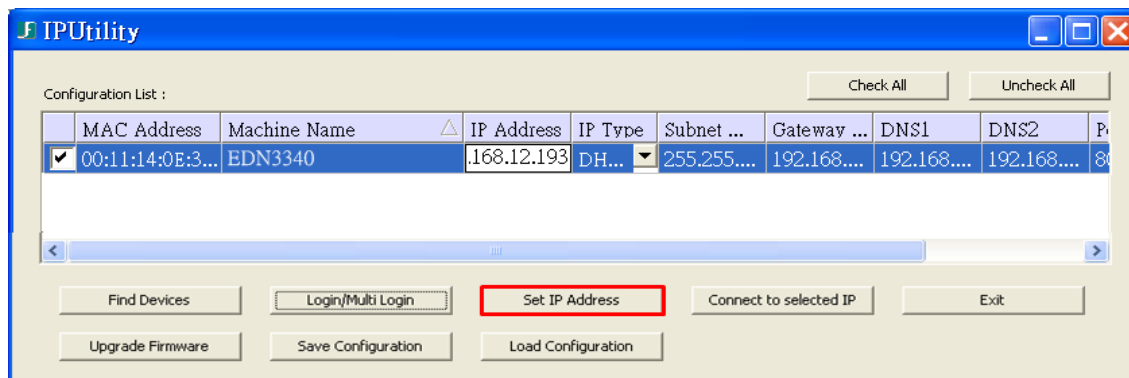 IPUtility
Check All Uncheck All
Configuration List :
MAC Address Machine Name IP Address IP Type Subnet ... Gateway ... DNS1 DNS2
00:11:14:0E:3... EDN3340 .168.12.193 DH... 255.255.... 192.168.... 192.168.... 192.168.... 80
Find Devices Login/Multi Login Set IP Address Connect to selected IP Exit
Upgrade Firmware Save Configuration Load Configuration